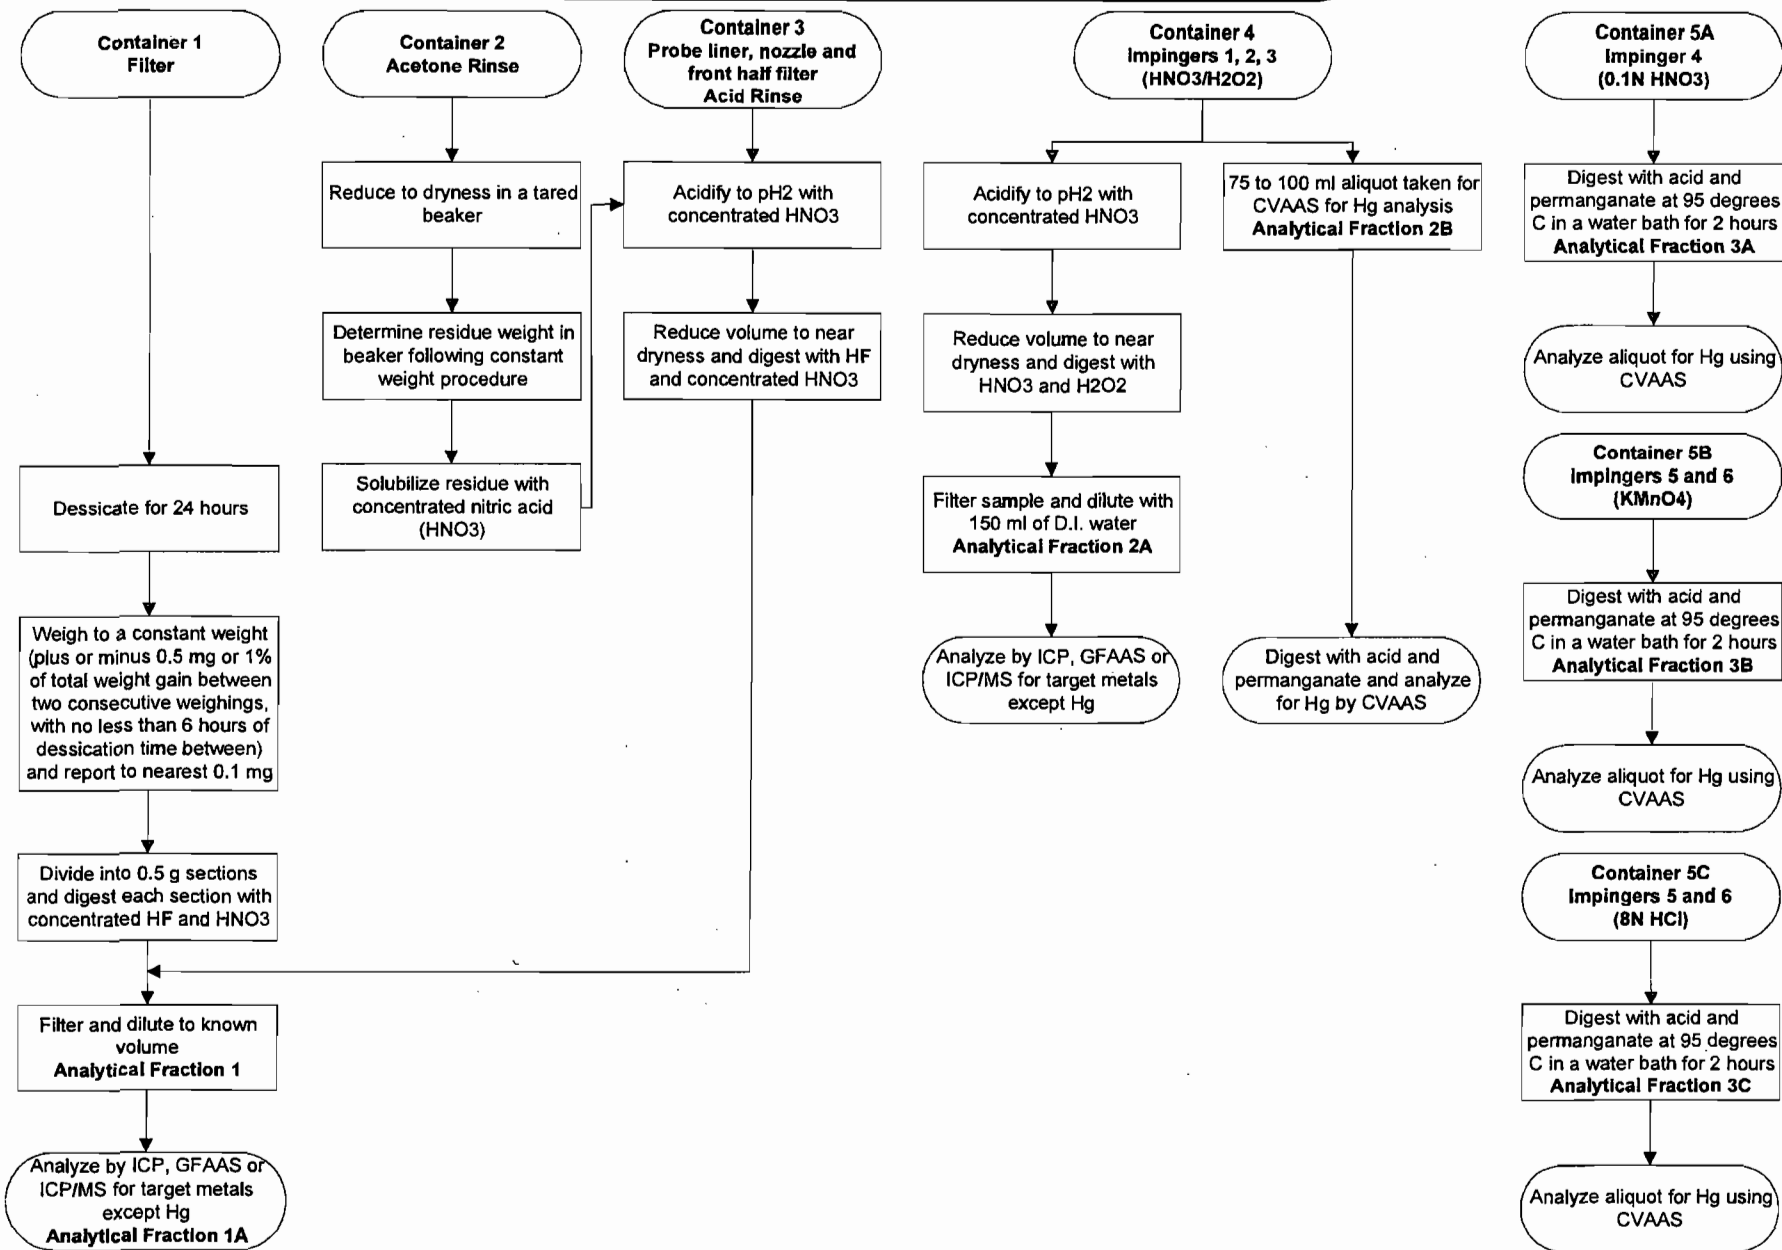 Container 1
Filter
Dessicate for 24 hours
Weigh to a constant weight
(plus or minus 0.5 mg or 1%
of total weight gain between
two consecutive weighings,
with no less than 6 hours of
dessication time between)
and report to nearest 0.1 mg
Divide into 0.5 g sections
and digest each section with
concentrated HF and HNO3
Filter and dilute to known
volume
Analytical Fraction 1
Analyze by ICP, GFAAS or
ICP/MS for target metals
except Hg
Analytical Fraction 1A
Container 2
Acetone Rinse
Reduce to dryness in a tared
beaker
Determine residue weight in
beaker following constant
weight procedure
Solubilize residue with
concentrated nitric acid
(HNO3)
Container 3
Probe liner, nozzle and
front half filter
Acid Rinse
Acidify to pH2 with
concentrated HNO3
Reduce volume to near
dryness and digest with HF
and concentrated HNO3
Container 4
Impingers 1, 2, 3
(HNO3/H2O2)
Acidify to pH2 with
concentrated HNO3
Reduce volume to near
dryness and digest with
HNO3 and H2O2
Filter sample and dilute with
150 ml of D.I. water
Analytical Fraction 2A
Analyze by ICP, GFAAS or
ICP/MS for target metals
except Hg
75 to 100 ml aliquot taken for
CVAAS for Hg analysis
Analytical Fraction 2B
Digest with acid and
permanganate and analyze
for Hg by CVAAS
Container 5A
Impinger 4
(0.1N HNO3)
Digest with acid and
permanganate at 95 degrees
C in a water bath for 2 hours
Analytical Fraction 3A
Analyze aliquot for Hg using
CVAAS
Container 5B
Impingers 5 and 6
(KMnO4)
Digest with acid and
permanganate at 95 degrees
C in a water bath for 2 hours
Analytical Fraction 3B
Analyze aliquot for Hg using
CVAAS
Container 5C
Impingers 5 and 6
(8N HCl)
Digest with acid and
permanganate at 95 degrees
C in a water bath for 2 hours
Analytical Fraction 3C
Analyze aliquot for Hg using
CVAAS